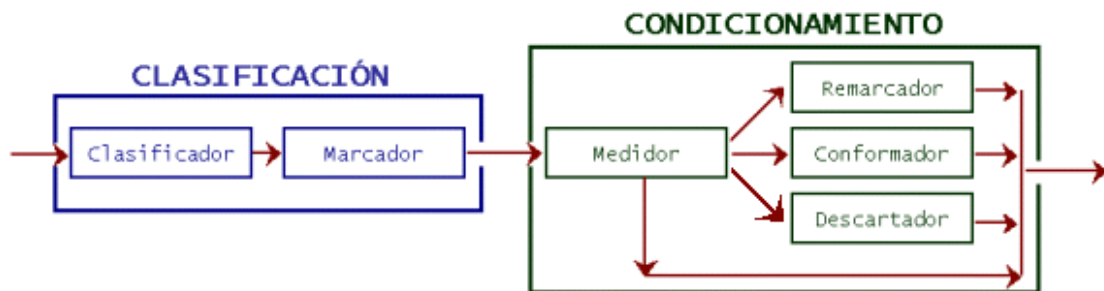 CONDICIONAMIENTO
CLASIFICACIÓN
Clasificador
Marcador
Medidor
Remarcador
Conformador
Descartador